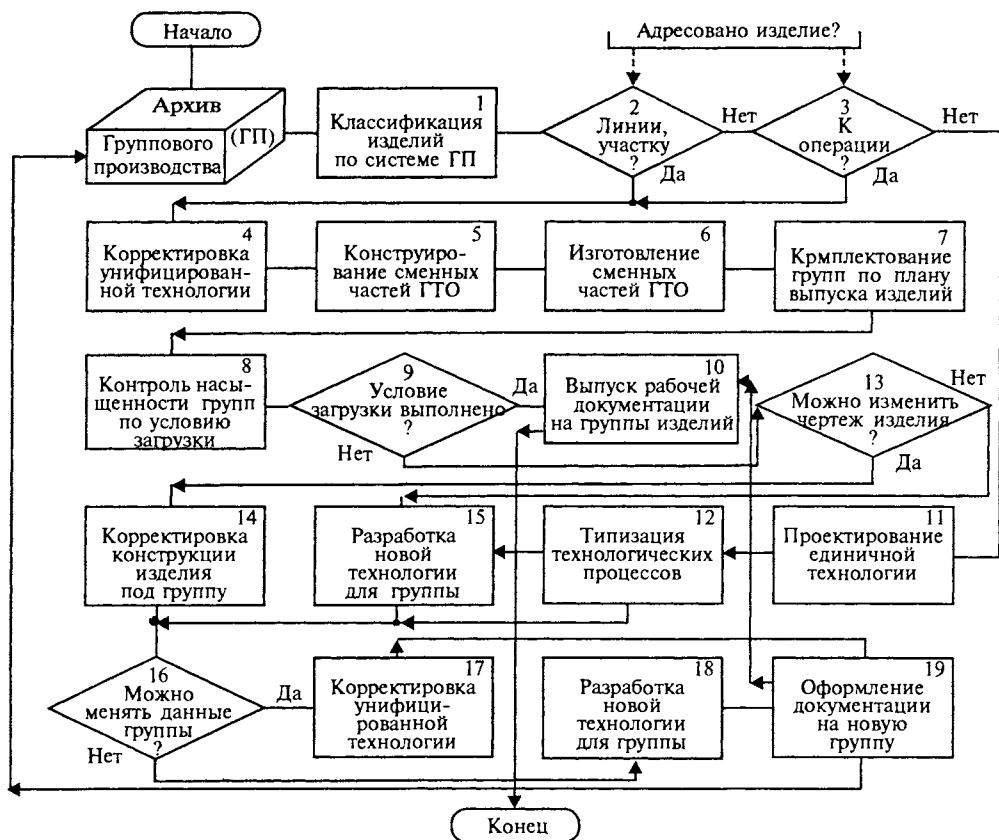 Начало
Адресовано изделие?
Архив
(ГП)
Группового
производства
1
Классификация
изделий
по системе ГП
2
Линии,
участку
?
Нет
Да
3
К
операции
?
Нет
Да
4
Корректировка
унифицирован-
ной технологии
5
Конструиро-
вание сменных
частей ГТО
6
Изготовление
сменных
частей ГТО
7
Крмплектование
групп по плану
выпуска изделий
8
Контроль насы-
щенности групп
по условию
загрузки
9
Условие
загрузки выполнено
?
Да
Нет
10
Выпуск рабочей
документации
на группы изделий
13
Можно изменить
чертеж изделия
?
Нет
Да
14
Корректировка
конструкции
изделия
под группу
15
Разработка
новой
технологии
для группы
12
Типизация
технологических
процессов
11
Проектирование
единичной
технологии
16
Можно
менять данные
группы
?
Да
Нет
17
Корректировка
унифици-
рованной
технологии
18
Разработка
новой
технологии
для группы
19
Оформление
документации
на новую
группу
Конец